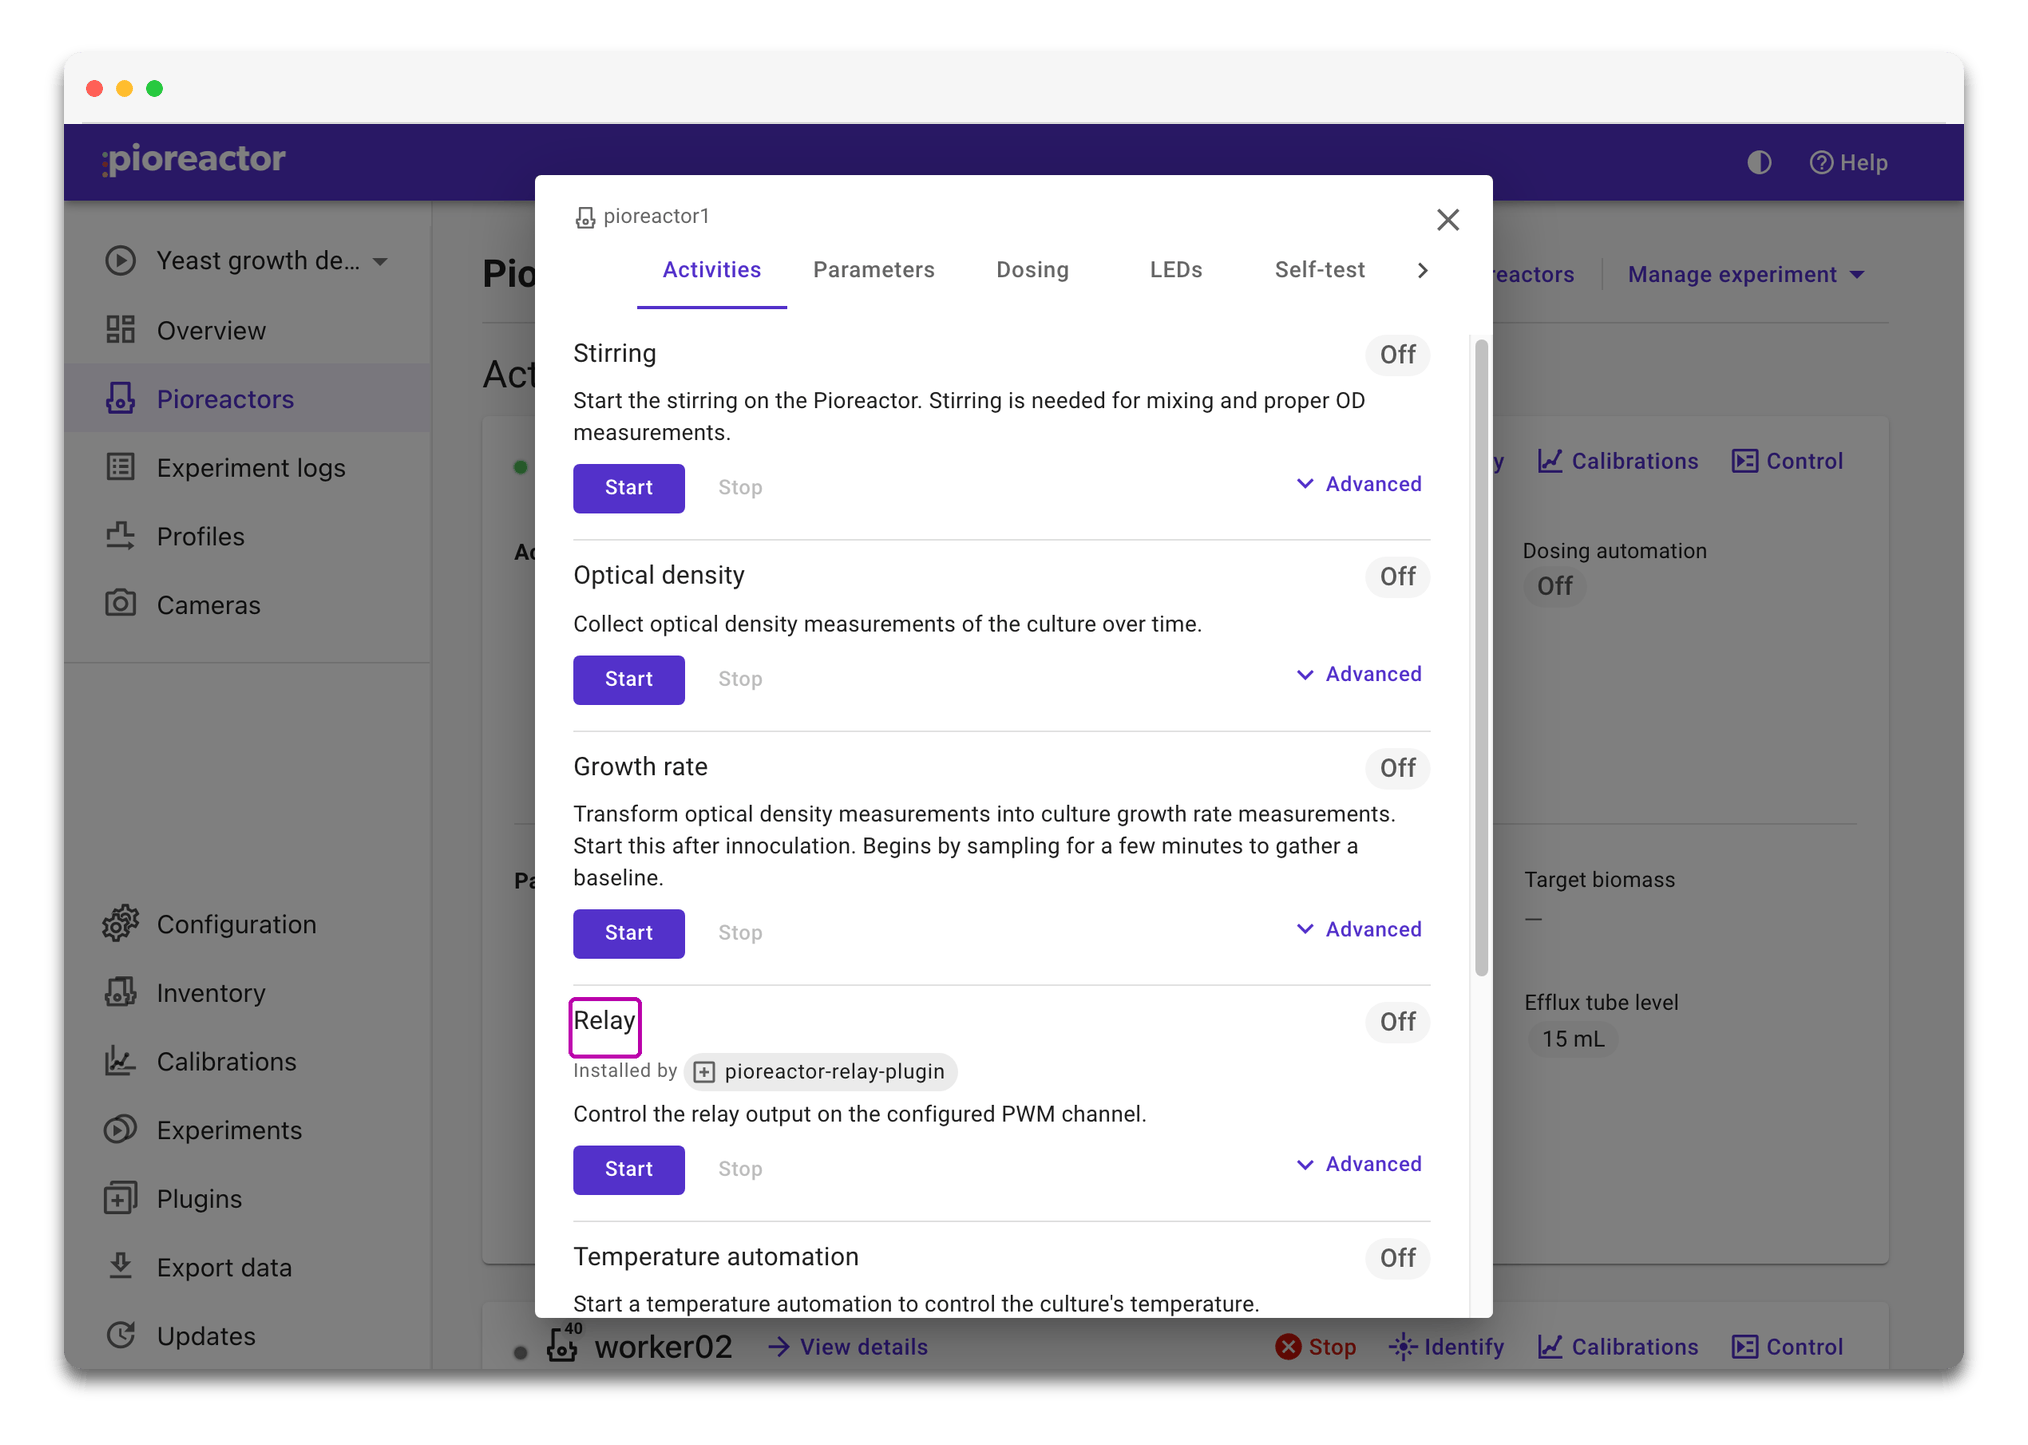 pioreactor
Help
Yeast growth de...
Overview
Pioreactors
Experiment logs
Profiles
Cameras
Configuration
Inventory
Calibrations
Experiments
Plugins
Export data
Updates
Manage experiment
Calibrations
Control
Dosing automation
Off
Target biomass
—
Efflux tube level
15 mL
pioreactor1
Activities
Parameters
Dosing
LEDs
Self-test
Stirring
Off
Start the stirring on the Pioreactor. Stirring is needed for mixing and proper OD
measurements.
Start
Stop
Advanced
Optical density
Off
Collect optical density measurements of the culture over time.
Start
Stop
Advanced
Growth rate
Off
Transform optical density measurements into culture growth rate measurements.
Start this after innoculation. Begins by sampling for a few minutes to gather a
baseline.
Start
Stop
Advanced
Relay
Off
Installed by pioreactor-relay-plugin
Control the relay output on the configured PWM channel.
Start
Stop
Advanced
Temperature automation
Off
Start a temperature automation to control the culture's temperature.
40
worker02
View details
Stop
Identify
Calibrations
Control